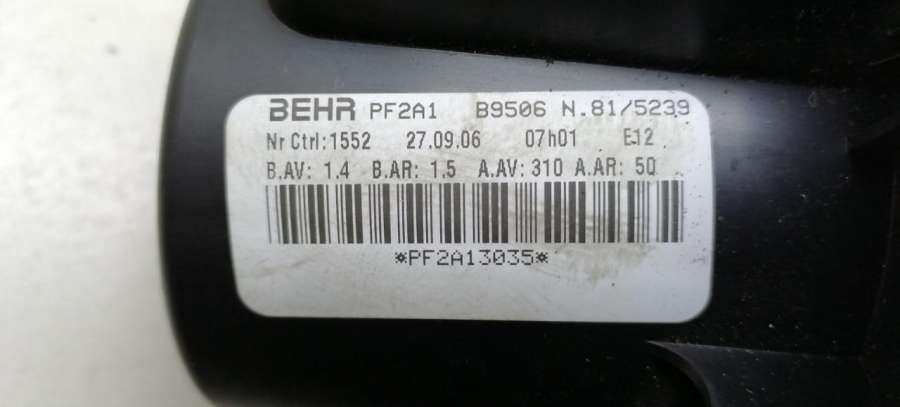 BEHR PF2A1 B9506 N.81/5239
Nr Ctrl:1552 27.09.06 07h01 E12
B.AV: 1.4 B.AR: 1.5 A.AV: 310 A.AR: 50
*PF2A13035*